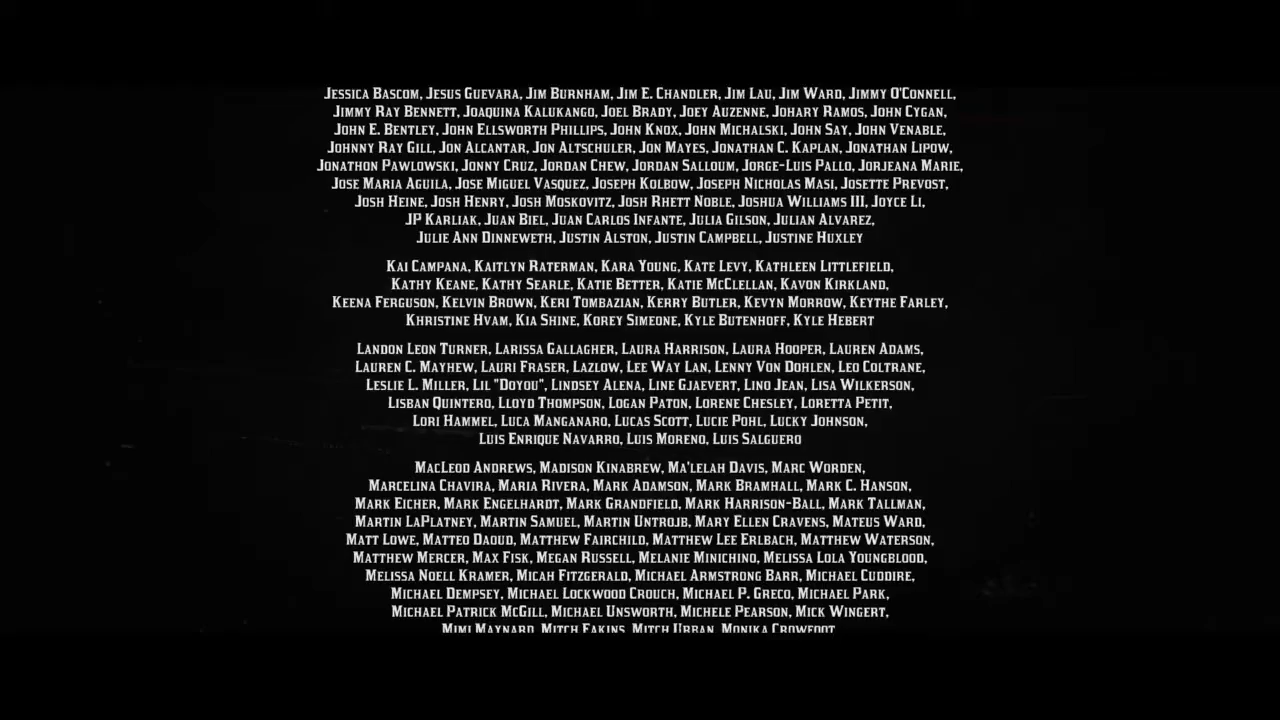 Jessica Bascom, Jesus Guevara, Jim Burnham, Jim E. Chandler, Jim Lau, Jim Ward, Jimmy O'Connell,
Jimmy Ray Bennett, Joaquina Kalukango, Joel Brady, Joey Auzenne, Johary Ramos, John Cygan,
John E. Bentley, John Ellsworth Phillips, John Knox, John Michalski, John Say, John Venable,
Johnny Ray Gill, Jon Alcantar, Jon Altschuler, Jon Mayes, Jonathan C. Kaplan, Jonathan Lipow,
Jonathon Pawlowski, Jonny Cruz, Jordan Chew, Jordan Salloum, Jorge-Luis Pallo, Jorjeana Marie,
Jose Maria Aguila, Jose Miguel Vasquez, Joseph Kolbow, Joseph Nicholas Masi, Josette Prevost,
Josh Heine, Josh Henry, Josh Moskovitz, Josh Rhett Noble, Joshua Williams III, Joyce Li,
JP Karliak, Juan Biel, Juan Carlos Infante, Julia Gilson, Julian Alvarez,
Julie Ann Dinneweth, Justin Alston, Justin Campbell, Justine Huxley
Kai Campana, Kaitlyn Raterman, Kara Young, Kate Levy, Kathleen Littlefield,
Kathy Keane, Kathy Searle, Katie Better, Katie McClellan, Kavon Kirkland,
Keena Ferguson, Kelvin Brown, Keri Tombazian, Kerry Butler, Kevyn Morrow, Keythe Farley,
Khristine Hvam, Kia Shine, Korey Simeone, Kyle Butenhoff, Kyle Hebert
Landon Leon Turner, Larissa Gallagher, Laura Harrison, Laura Hooper, Lauren Adams,
Lauren C. Mayhew, Lauri Fraser, Lazlow, Lee Way Lan, Lenny Von Dohlen, Leo Coltrane,
Leslie L. Miller, Lil "Doyou", Lindsey Alena, Line Gjaevert, Lino Jean, Lisa Wilkerson,
Lisban Quintero, Lloyd Thompson, Logan Paton, Lorene Chesley, Loretta Petit,
Lori Hammel, Luca Manganaro, Lucas Scott, Lucie Pohl, Lucky Johnson,
Luis Enrique Navarro, Luis Moreno, Luis Salguero
MacLeod Andrews, Madison Kinabrew, Ma'lelah Davis, Marc Worden,
Marcelina Chavira, Maria Rivera, Mark Adamson, Mark Bramhall, Mark C. Hanson,
Mark Eicher, Mark Engelhardt, Mark Grandfield, Mark Harrison-Ball, Mark Tallman,
Martin LaPlatney, Martin Samuel, Martin Untrojb, Mary Ellen Cravens, Mateus Ward,
Matt Lowe, Matteo Daoud, Matthew Fairchild, Matthew Lee Erlbach, Matthew Waterson,
Matthew Mercer, Max Fisk, Megan Russell, Melanie Minichino, Melissa Lola Youngblood,
Melissa Noell Kramer, Micah Fitzgerald, Michael Armstrong Barr, Michael Cuddire,
Michael Dempsey, Michael Lockwood Crouch, Michael P. Greco, Michael Park,
Michael Patrick McGill, Michael Unsworth, Michele Pearson, Mick Wingert,
Mimi Maynard, Mitch Eakins, Mitch Urban, Monika Crowfoot